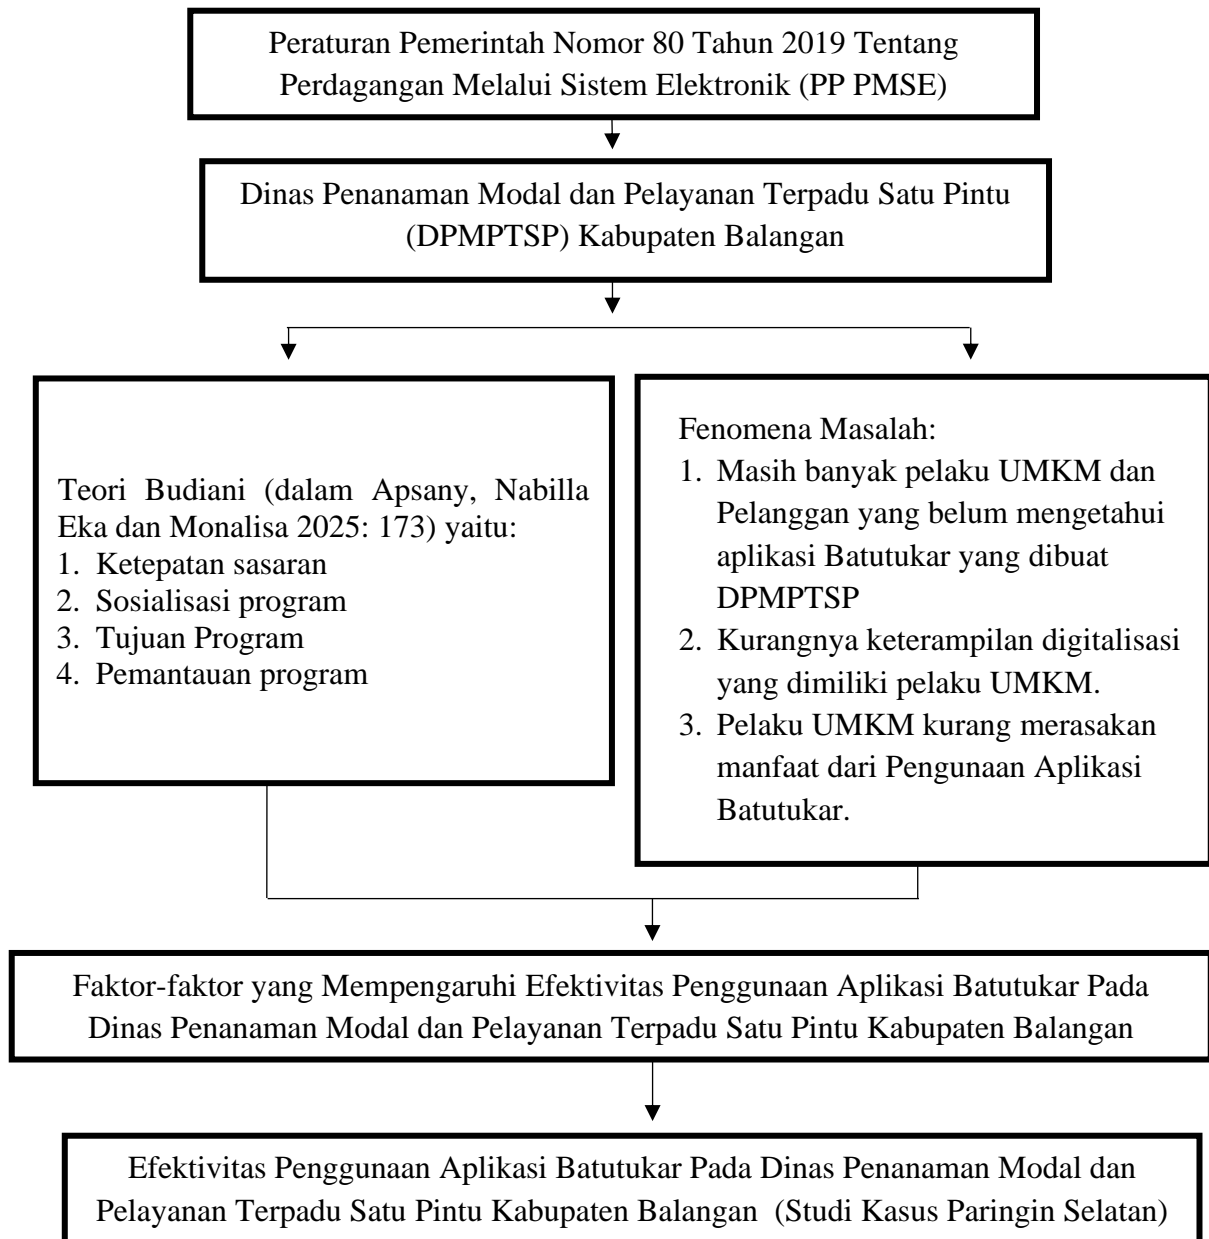 Peraturan Pemerintah Nomor 80 Tahun 2019 Tentang
Perdagangan Melalui Sistem Elektronik (PP PMSE)
Dinas Penanaman Modal dan Pelayanan Terpadu Satu Pintu
(DPMPTSP) Kabupaten Balangan
Teori Budiani (dalam Apsany, Nabilla
Eka dan Monalisa 2025: 173) yaitu:
1. Ketepatan sasaran
2. Sosialisasi program
3. Tujuan Program
4. Pemantauan program
Fenomena Masalah:
1. Masih banyak pelaku UMKM dan
Pelanggan yang belum mengetahui
aplikasi Batutukar yang dibuat
DPMPTSP
2. Kurangnya keterampilan digitalisasi
yang dimiliki pelaku UMKM.
3. Pelaku UMKM kurang merasakan
manfaat dari Pengunaan Aplikasi
Batutukar.
Faktor-faktor yang Mempengaruhi Efektivitas Penggunaan Aplikasi Batutukar Pada
Dinas Penanaman Modal dan Pelayanan Terpadu Satu Pintu Kabupaten Balangan
Efektivitas Penggunaan Aplikasi Batutukar Pada Dinas Penanaman Modal dan
Pelayanan Terpadu Satu Pintu Kabupaten Balangan (Studi Kasus Paringin Selatan)